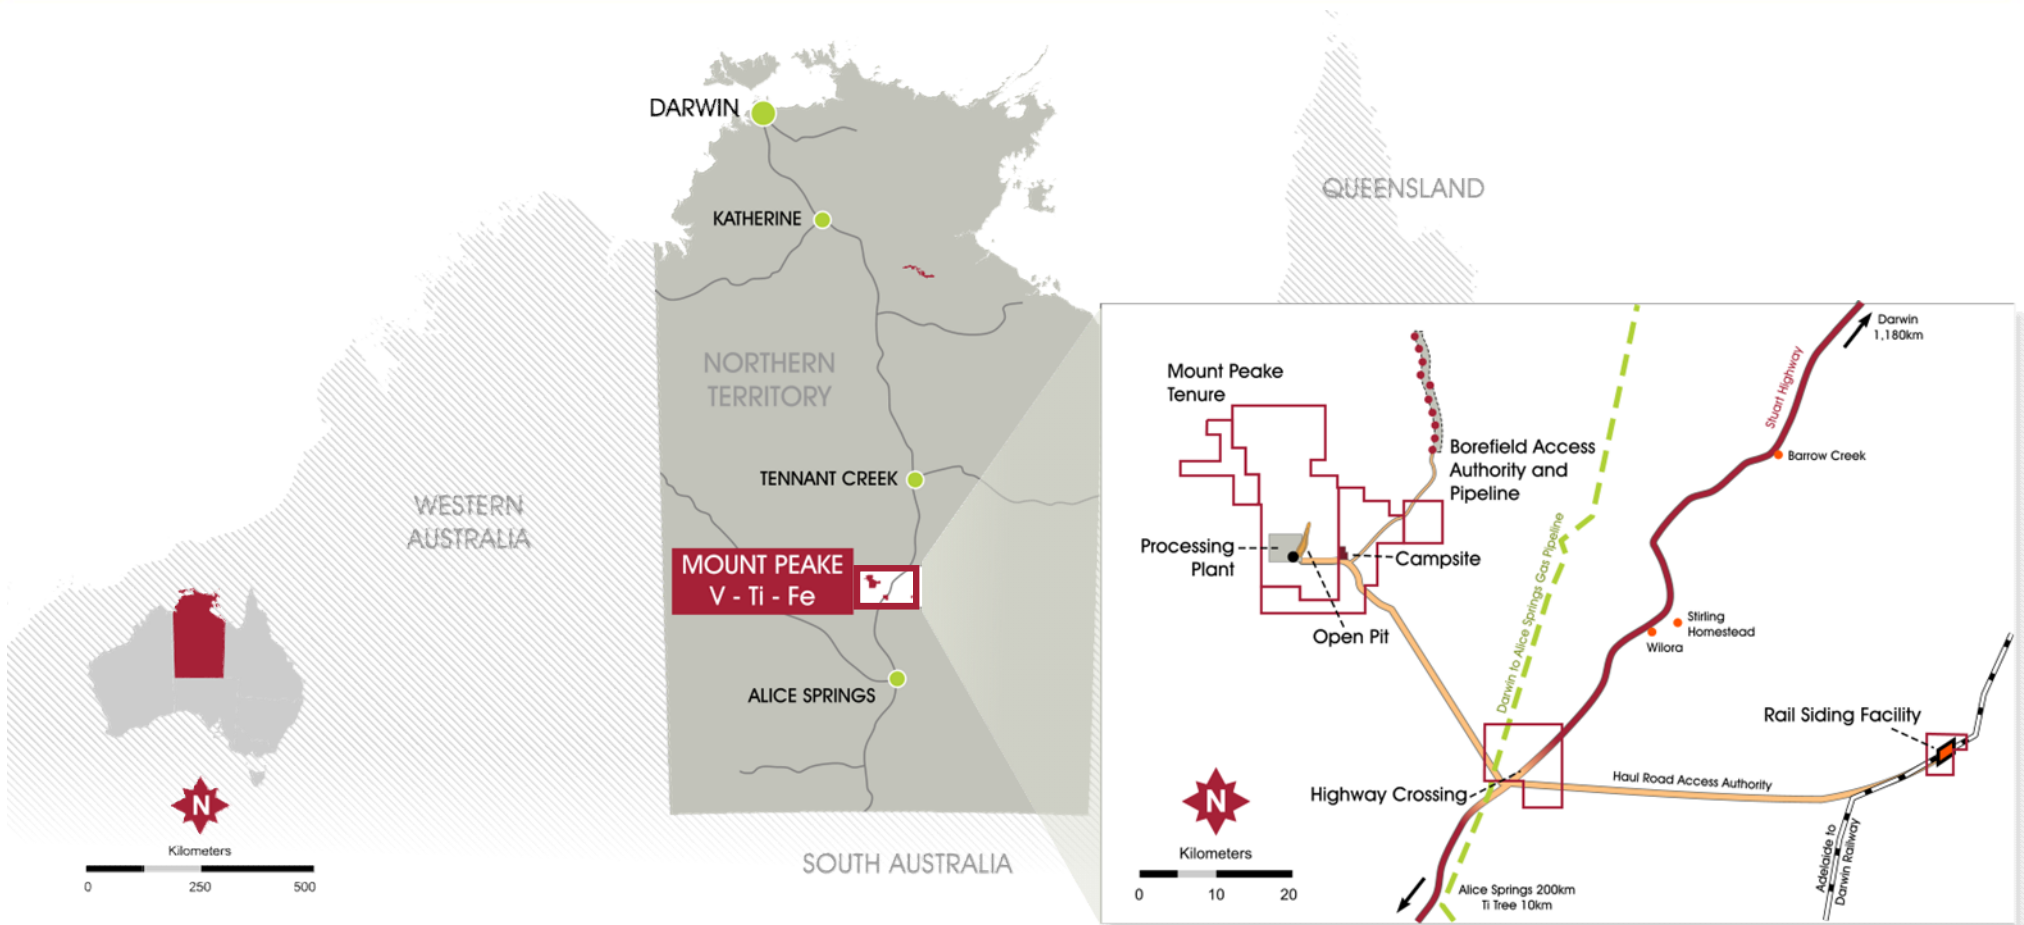 DARWIN
KATHERINE
NORTHERN
TERRITORY
TENNANT CREEK
MOUNT PEAKE
V - Ti - Fe
ALICE SPRINGS
WESTERN
AUSTRALIA
SOUTH AUSTRALIA
QUEENSLAND
N
Kilometers
0 250 500
Darwin
1,180km
Stuart Highway
Barrow Creek
Mount Peake
Tenure
Borefield Access
Authority and
Pipeline
Processing
Plant
Campsite
Open Pit
Darwin to Alice Springs Gas Pipeline
Stirling
Homestead
Wilora
Rail Siding Facility
Haul Road Access Authority
Highway Crossing
N
Kilometers
0 10 20
Alice Springs 200km
Ti Tree 10km
Adelaide to
Darwin Railway